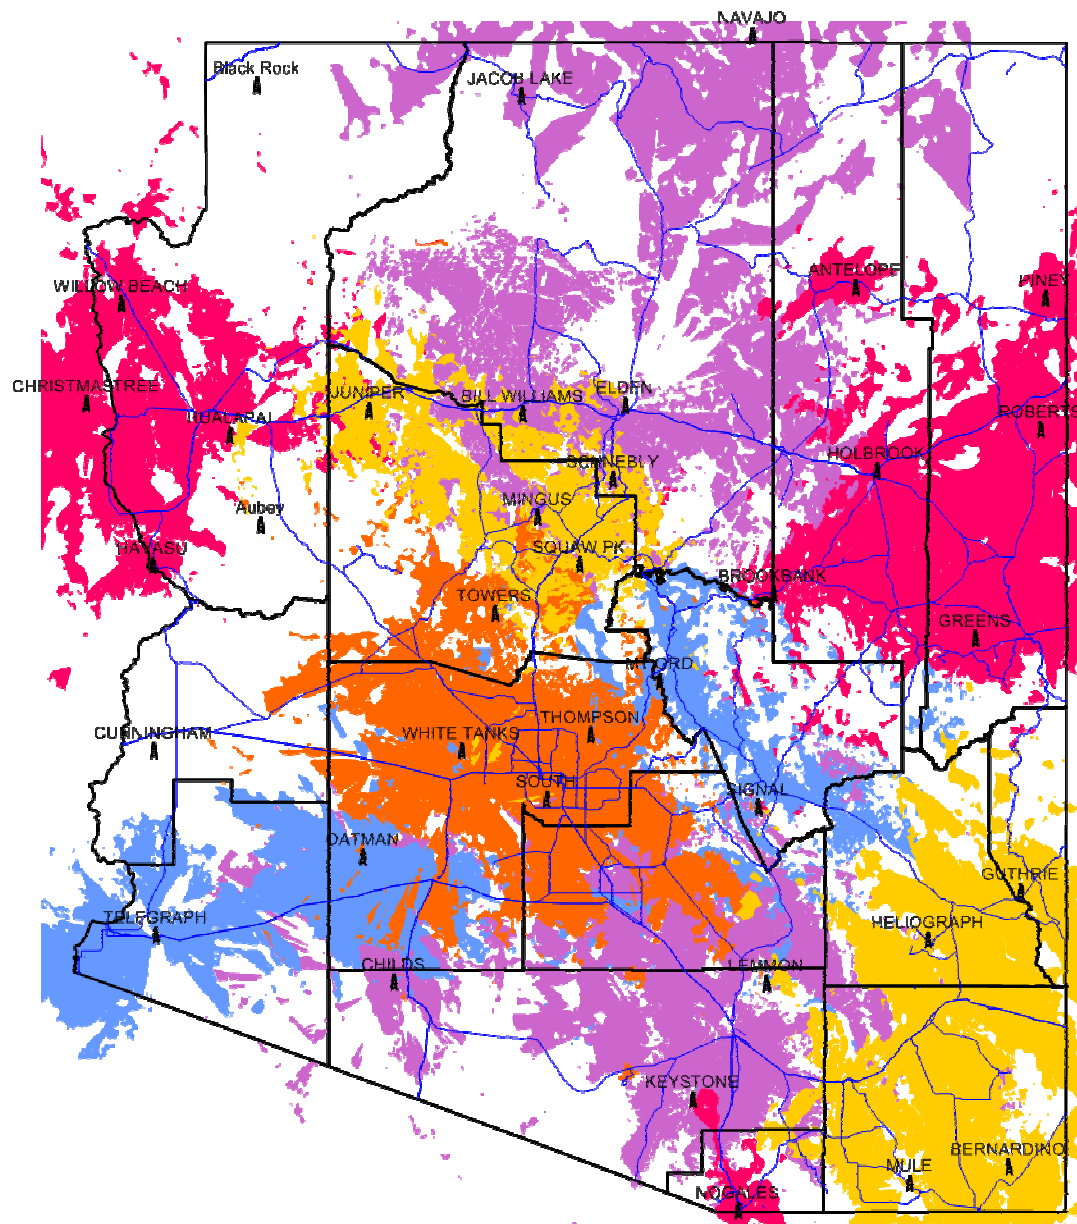 NAVAJO
Black Rock
JACOB LAKE
ANTELOPE
PINEY
WILLOW BEACH
CHRISTMASTREE
JUNIPER
BILL WILLIAMS
ELDEN
HUALAPAI
ROBERTS
HOLBROOK
SCHNEBLY
MINGUS
Aubey
HAVASU
SQUAW PK
BROOKBANK
TOWERS
GREENS
MT ORD
CUNNINGHAM
WHITE TANKS
THOMPSON
SOUTH
SIGNAL
OATMAN
GUTHRIE
TELEGRAPH
HELIOGRAPH
CHILDS
LEMMON
KEYSTONE
BERNARDINO
MULE
NOGALES